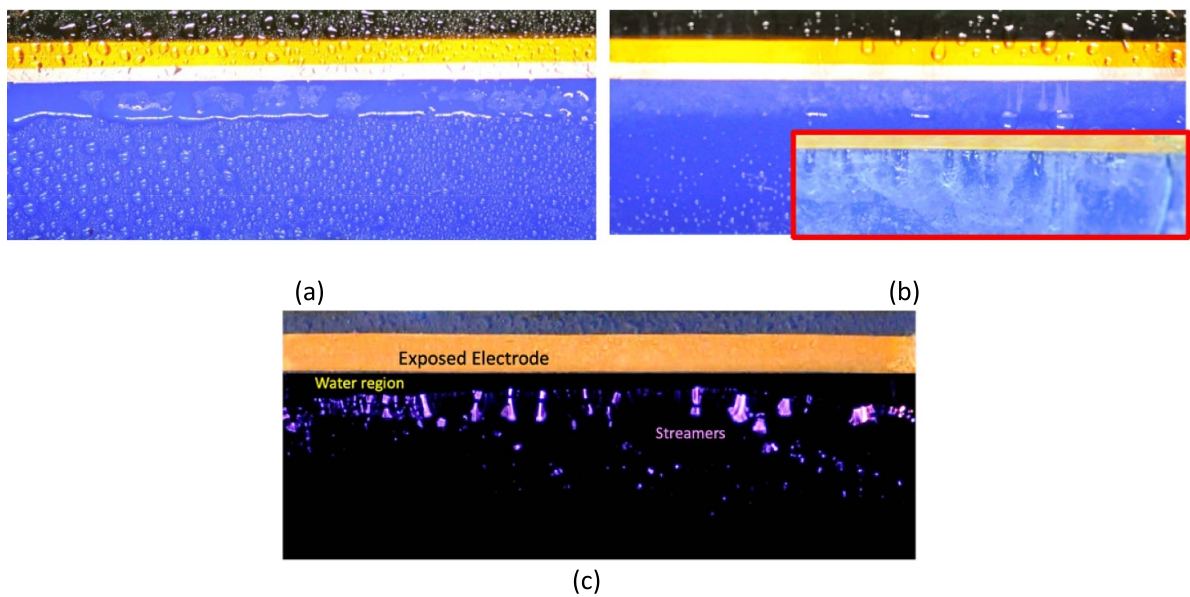 (a)
(b)
Exposed Electrode
Water region
Streamers
(c)